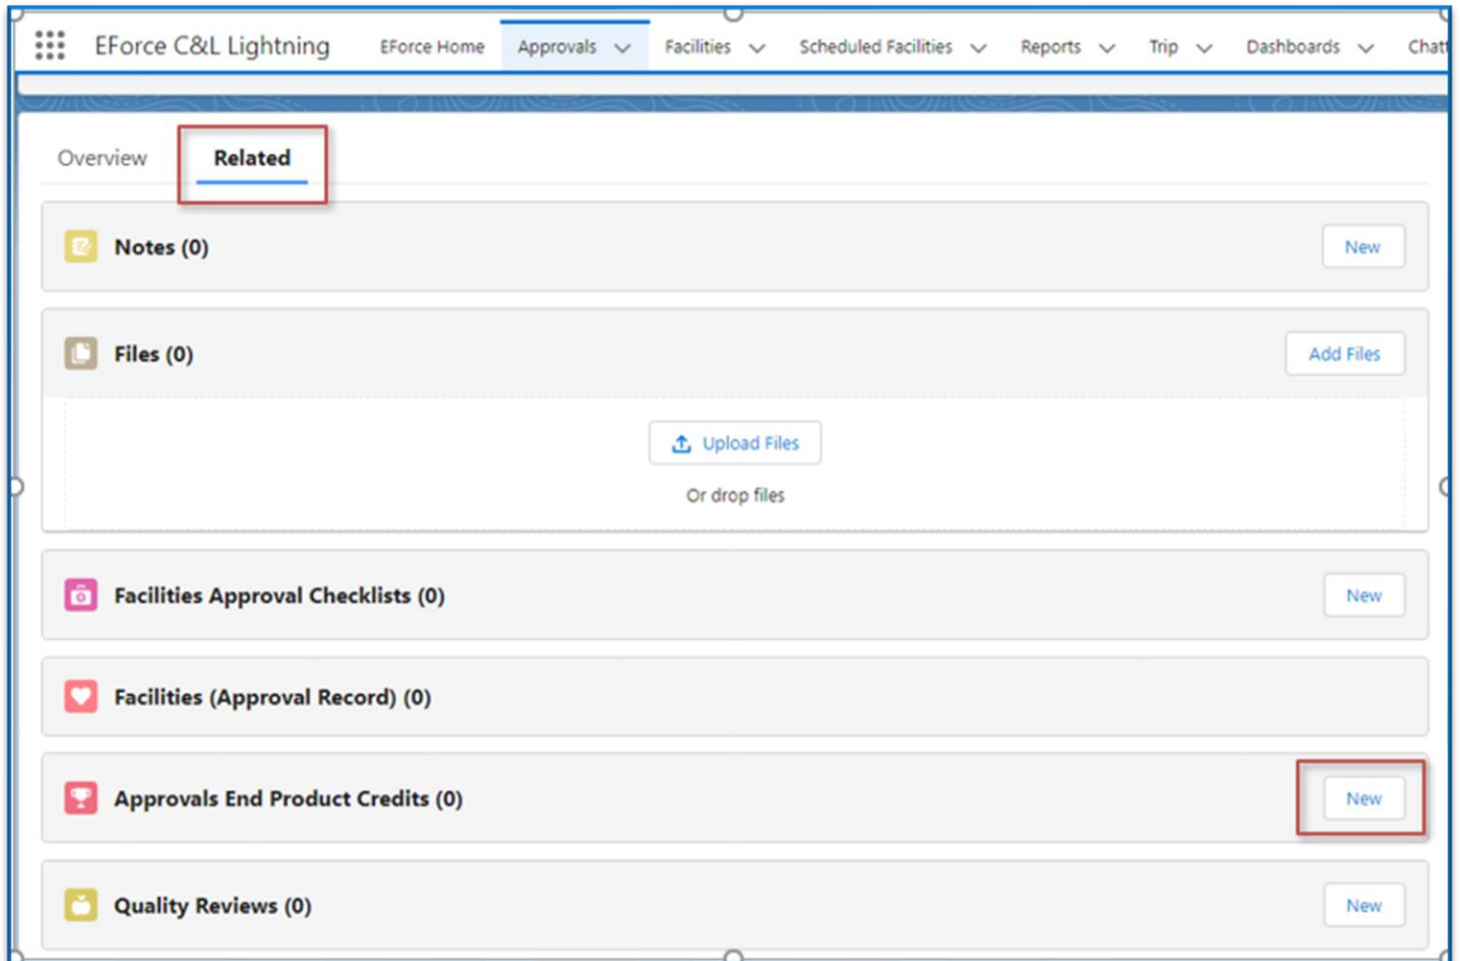 EForce C&L Lightning EForce Home Approvals Facilities Scheduled Facilities Reports Trip Dashboards Chatt
Overview Related
Notes (0) New
Files (0) Add Files
Upload Files
Or drop files
Facilities Approval Checklists (0) New
Facilities (Approval Record) (0)
Approvals End Product Credits (0) New
Quality Reviews (0) New